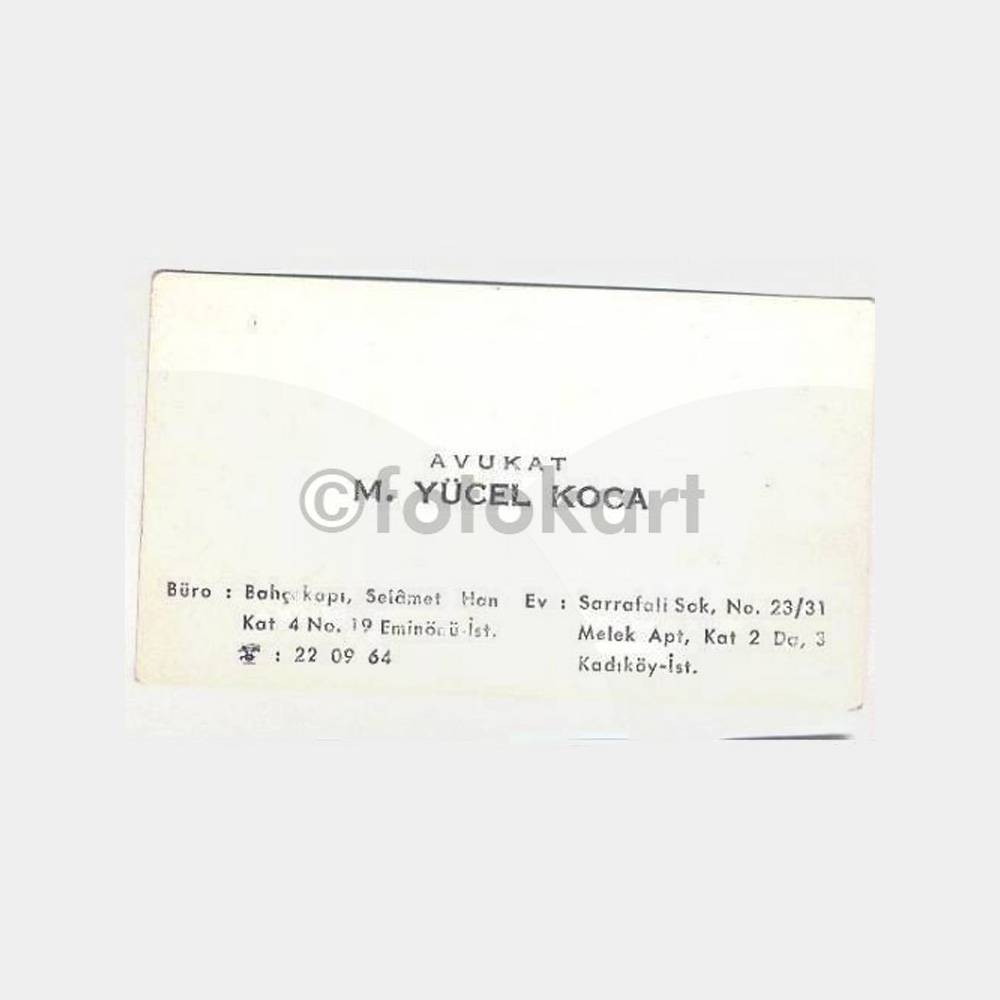 AVUKAT
M. YÜCEL KOCA
©fotokart
Büro : Bahçekapı, Selâmet Han
Kat 4 No. 19 Eminönü-İst.
☎ : 22 09 64
Ev : Sarrafali Sok, No. 23/31
Melek Apt, Kat 2 Da, 3
Kadıköy-İst.